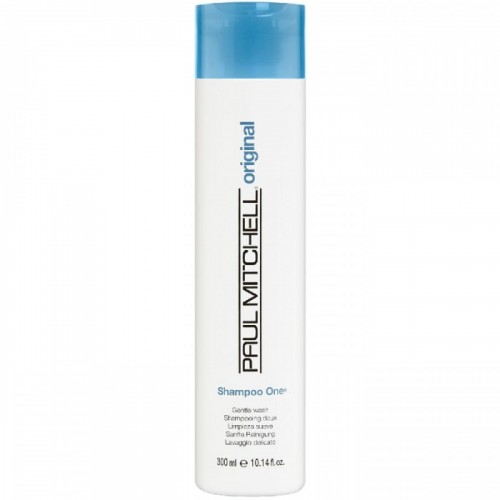 PAUL MITCHELL® original
Shampoo One®
Gentle wash
Shampooing doux
Limpieza suave
Sanfte Reinigung
Lavaggio delicato
300 ml e 10.14 fl.oz.